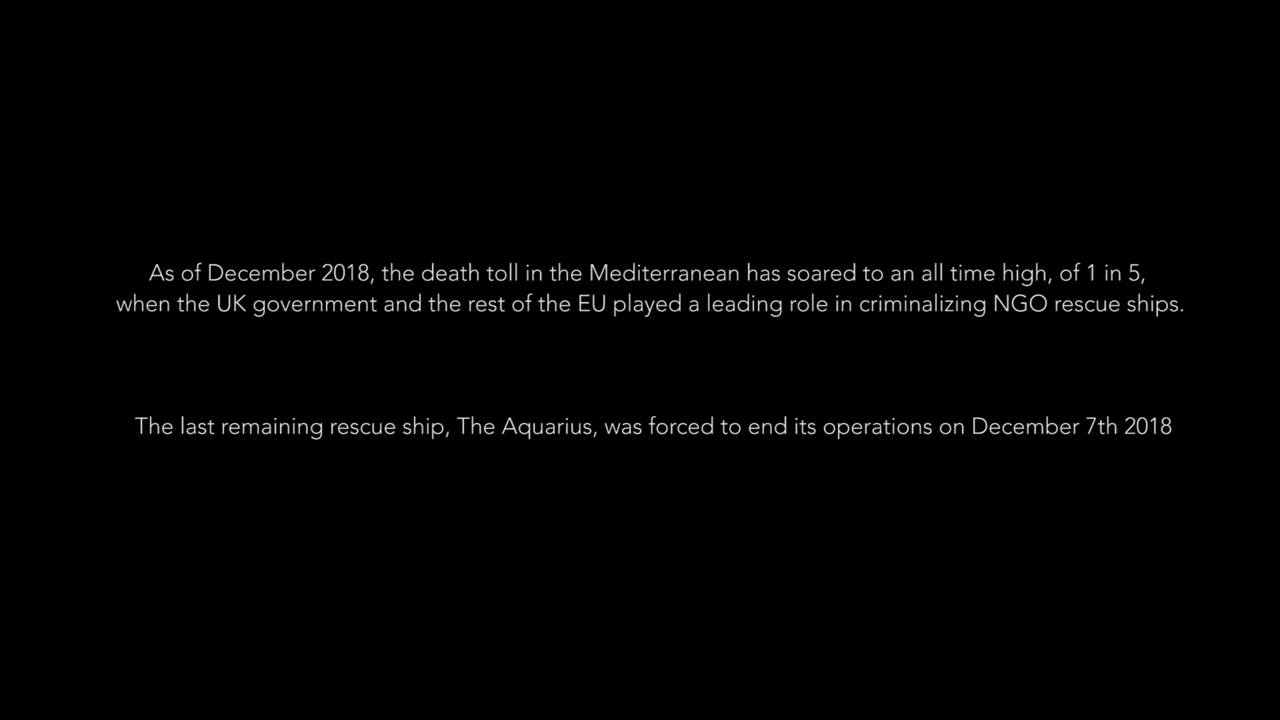 As of December 2018, the death toll in the Mediterranean has soared to an all time high, of 1 in 5,
when the UK government and the rest of the EU played a leading role in criminalizing NGO rescue ships.
The last remaining rescue ship, The Aquarius, was forced to end its operations on December 7th 2018